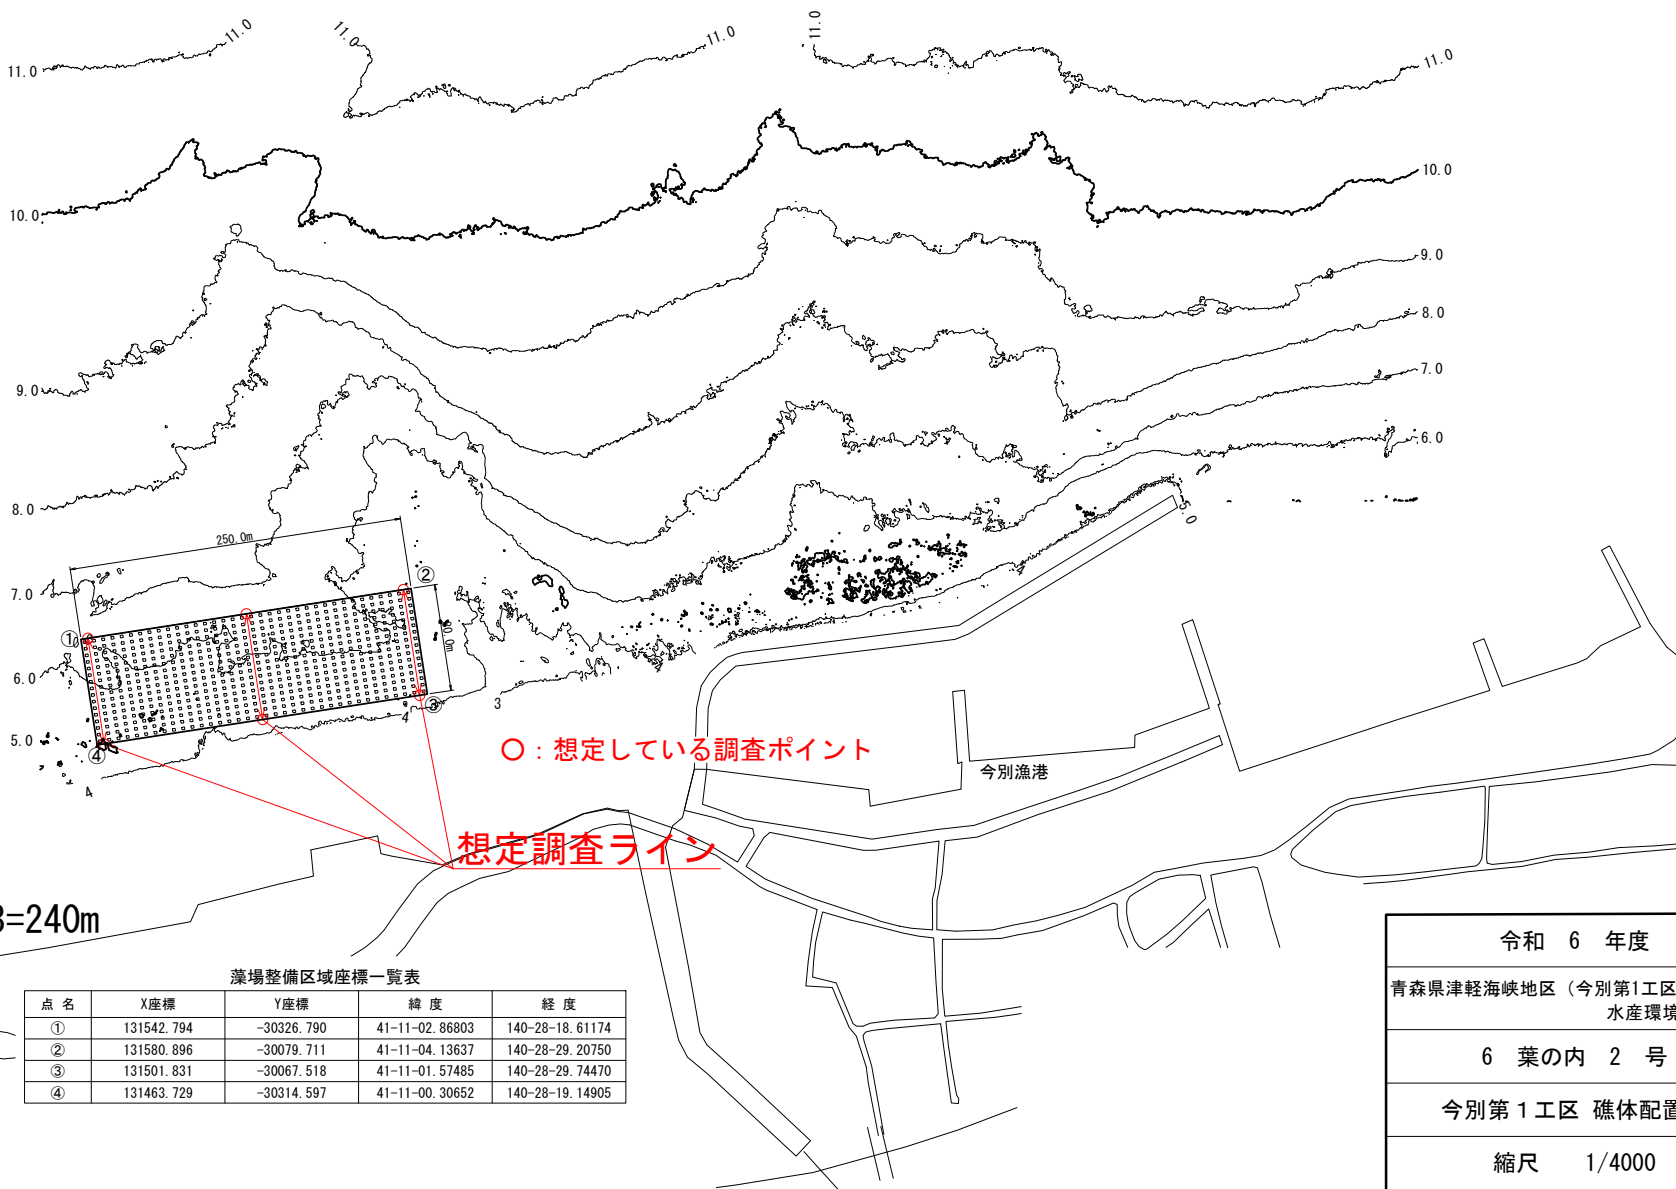 11.0
11.0
11.0
11.0
11.0
11.0
10.0
10.0
9.0
9.0
8.0
8.0
7.0
7.0
6.0
6.0
5.0
5.0
250.0m
①
②
③
④
4
4
3
○：想定している調査ポイント
今別漁港
想定調査ライン
3=240m
藻場整備区域座標一覧表
点 名 X座標 Y座標 緯 度 経 度
① 131542.794 -30326.790 41-11-02.86803 140-28-18.61174
② 131580.896 -30079.711 41-11-04.13637 140-28-29.20750
③ 131501.831 -30067.518 41-11-01.57485 140-28-29.74470
④ 131463.729 -30314.597 41-11-00.30652 140-28-19.14905
令和 6 年度
青森県津軽海峡地区（今別第1工区
水産環境
6 葉の内 2 号
今別第１工区 礁体配置
縮尺 1/4000